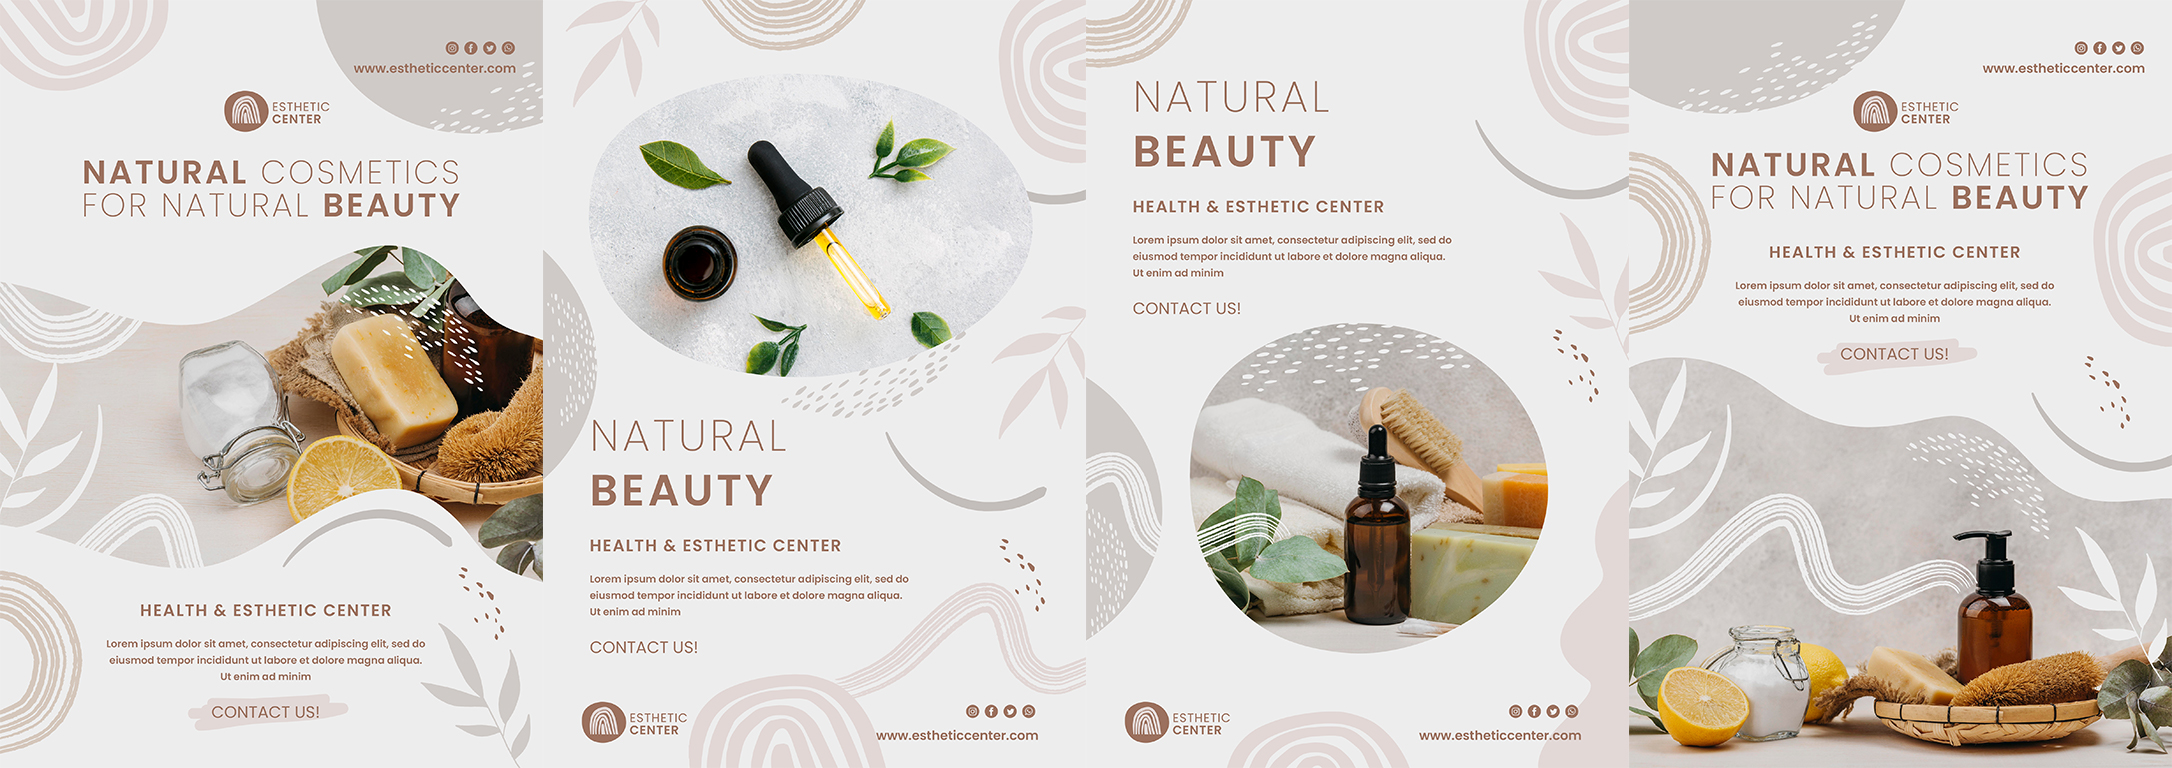 www.estheticcenter.com
ESTHETIC
CENTER
NATURAL COSMETICS
FOR NATURAL BEAUTY
HEALTH & ESTHETIC CENTER
Lorem ipsum dolor sit amet, consectetur adipiscing elit, sed do
eiusmod tempor incididunt ut labore et dolore magna aliqua.
Ut enim ad minim
CONTACT US!
NATURAL
BEAUTY
HEALTH & ESTHETIC CENTER
Lorem ipsum dolor sit amet, consectetur adipiscing elit, sed do
eiusmod tempor incididunt ut labore et dolore magna aliqua.
Ut enim ad minim
CONTACT US!
ESTHETIC
CENTER
www.estheticcenter.com
NATURAL
BEAUTY
HEALTH & ESTHETIC CENTER
Lorem ipsum dolor sit amet, consectetur adipiscing elit, sed do
eiusmod tempor incididunt ut labore et dolore magna aliqua.
Ut enim ad minim
CONTACT US!
ESTHETIC
CENTER
www.estheticcenter.com
www.estheticcenter.com
ESTHETIC
CENTER
NATURAL COSMETICS
FOR NATURAL BEAUTY
HEALTH & ESTHETIC CENTER
Lorem ipsum dolor sit amet, consectetur adipiscing elit, sed do
eiusmod tempor incididunt ut labore et dolore magna aliqua.
Ut enim ad minim
CONTACT US!